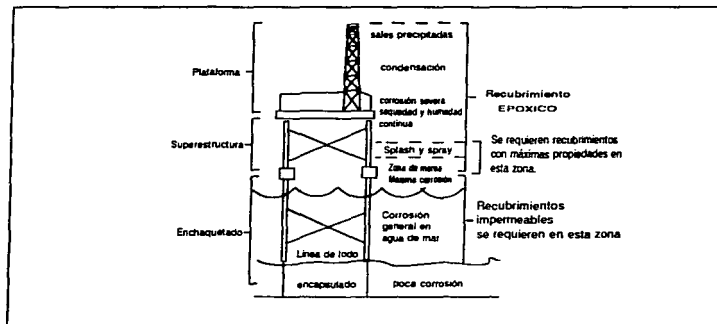 sales precipitadas
Plataforma
condensación
Recubrimiento
EPOXICO
corrosión severa
sequedad y humedad
continua
Superestructura
Splash y spray
Se requieren recubrimientos
con máximas propiedades en
esta zona.
Zona de marea
Maxima corrosión
Enchaquetado
Corrosión
general en
agua de mar
Recubrimientos
impermeables
se requieren en esta zona
Línea de lodo
encapsulado
poca corrosión